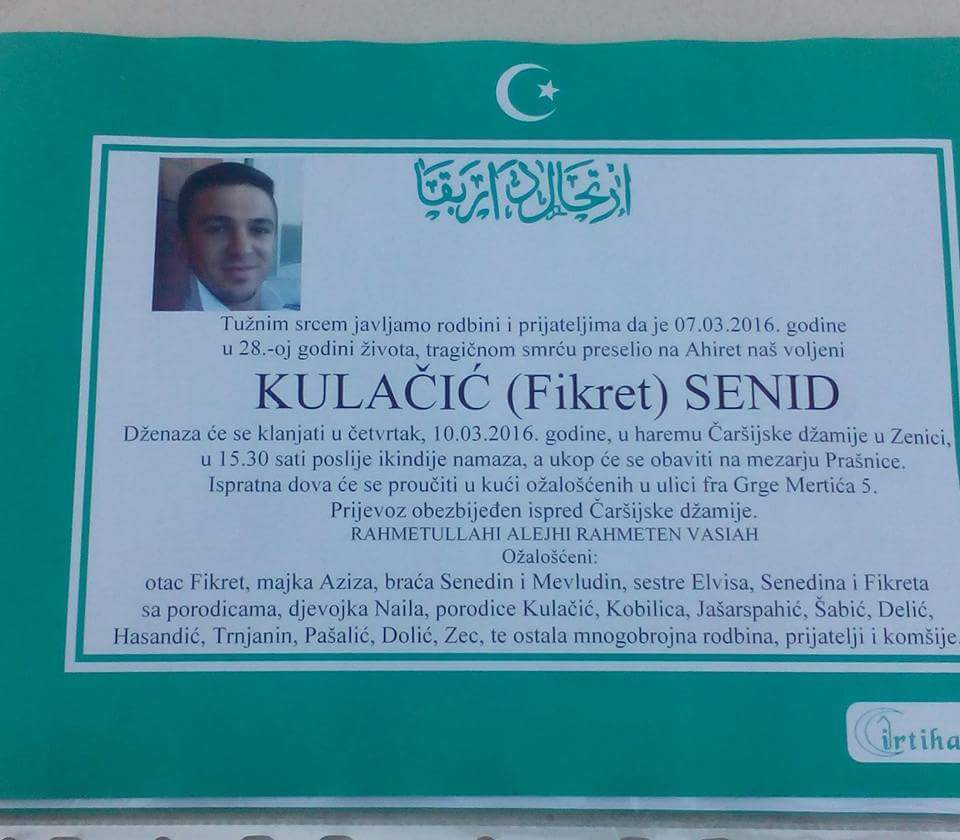 ارتحال دار بقا
Tužnim srcem javljamo rodbini i prijateljima da je 07.03.2016. godine
u 28.-oj godini života, tragičnom smrću preselio na Ahiret naš voljeni
KULAČIĆ (Fikret) SENID
Dženaza će se klanjati u četvrtak, 10.03.2016. godine, u haremu Čaršijske džamije u Zenici,
u 15.30 sati poslije ikindije namaza, a ukop će se obaviti na mezarju Prašnice.
Ispratna dova će se proučiti u kući ožalošćenih u ulici fra Grge Mertića 5.
Prijevoz obezbijeđen ispred Čaršijske džamije.
RAHMETULLAHI ALEJHI RAHMETEN VASIAH
Ožalošćeni:
otac Fikret, majka Aziza, braća Senedin i Mevludin, sestre Elvisa, Senedina i Fikreta
sa porodicama, djevojka Naila, porodice Kulačić, Kobilica, Jašarspahić, Šabić, Delić,
Hasandić, Trnjanin, Pašalić, Dolić, Zec, te ostala mnogobrojna rodbina, prijatelji i komšije.
irtiha